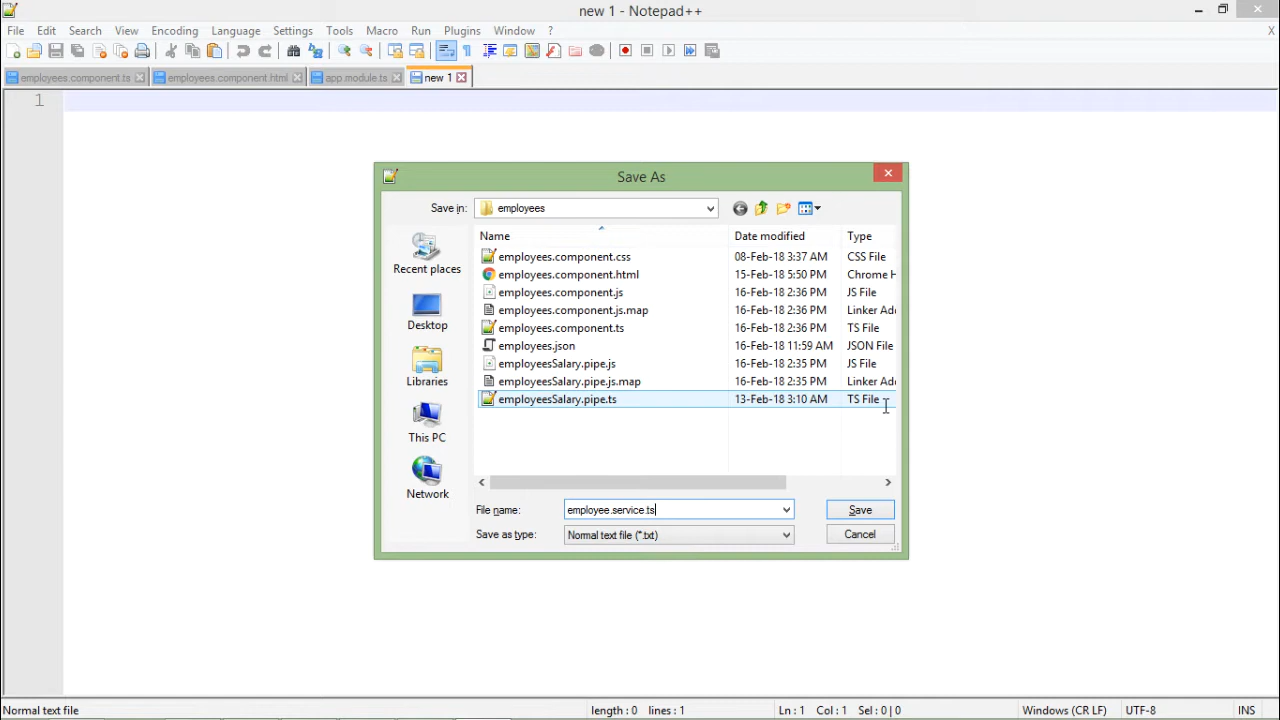 new 1 - Notepad++
File Edit Search View Encoding Language Settings Tools Macro Run Plugins Window ? X
employees.component.ts employees.component.html app.module.ts new 1
1
Save As
Save in: employees
Name Date modified Type
employees.component.css 08-Feb-18 3:37 AM CSS File
employees.component.html 15-Feb-18 5:50 PM Chrome H
employees.component.js 16-Feb-18 2:36 PM JS File
employees.component.js.map 16-Feb-18 2:36 PM Linker Add
employees.component.ts 16-Feb-18 2:36 PM TS File
employees.json 16-Feb-18 11:59 AM JSON File
employeesSalary.pipe.js 16-Feb-18 2:35 PM JS File
employeesSalary.pipe.js.map 16-Feb-18 2:35 PM Linker Add
employeesSalary.pipe.ts 13-Feb-18 3:10 AM TS File
Recent places
Desktop
Libraries
This PC
Network
File name: employee.service.ts Save
Save as type: Normal text file (*.txt) Cancel
Normal text file length : 0 lines : 1 Ln : 1 Col : 1 Sel : 0 | 0 Windows (CR LF) UTF-8 INS